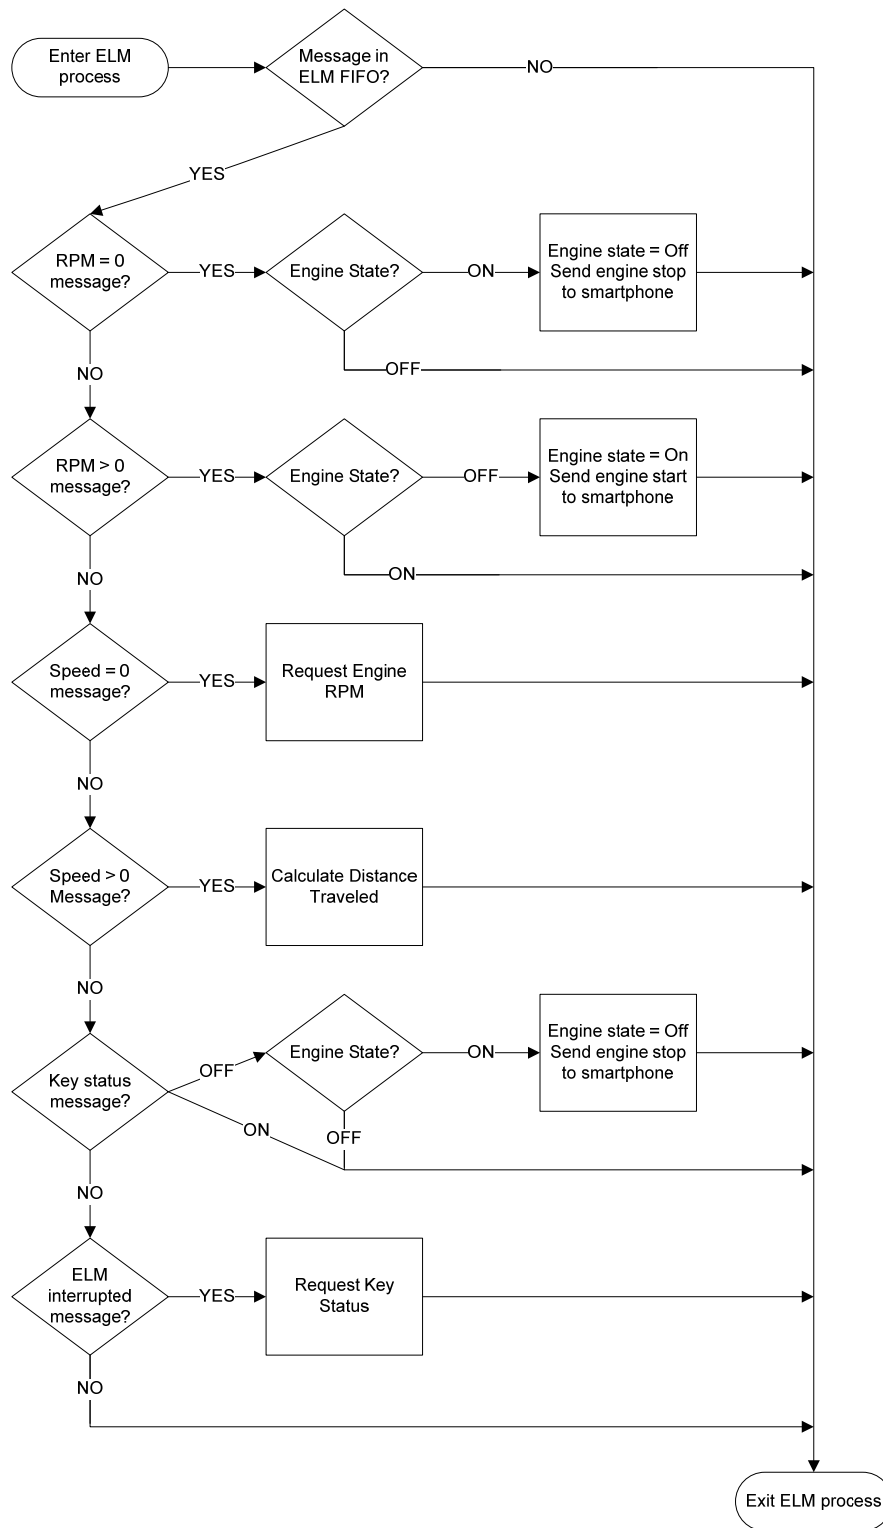 Enter ELM
process
Message in
ELM FIFO?
NO
YES
RPM = 0
message?
YES
Engine State?
ON
Engine state = Off
Send engine stop
to smartphone
OFF
NO
RPM > 0
message?
YES
Engine State?
OFF
Engine state = On
Send engine start
to smartphone
ON
NO
Speed = 0
message?
YES
Request Engine
RPM
NO
Speed > 0
Message?
YES
Calculate Distance
Traveled
NO
Key status
message?
OFF
Engine State?
ON
Engine state = Off
Send engine stop
to smartphone
ON
OFF
NO
ELM
interrupted
message?
YES
Request Key
Status
NO
Exit ELM process